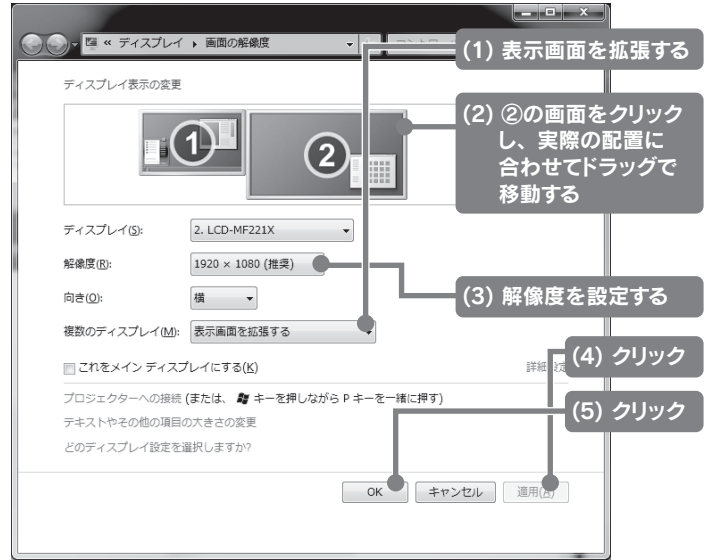 « ディスプレイ ▸ 画面の解像度
(1) 表示画面を拡張する
ディスプレイ表示の変更
1
2
(2) ②の画面をクリック
し、実際の配置に
合わせてドラッグで
移動する
ディスプレイ(S):
2. LCD-MF221X
解像度(R):
1920 × 1080 (推奨)
(3) 解像度を設定する
向き(O):
横
複数のディスプレイ(M):
表示画面を拡張する
これをメイン ディスプレイにする(K)
詳細設定
(4) クリック
プロジェクターへの接続 (または、 キーを押しながら P キーを一緒に押す)
テキストやその他の項目の大きさの変更
(5) クリック
どのディスプレイ設定を選択しますか?
OK
キャンセル
適用(A)